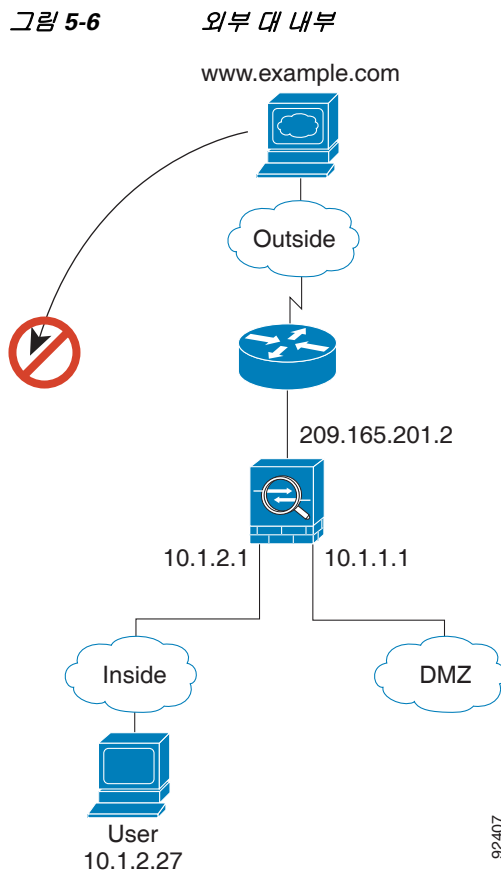 그림 5-6 외부 대 내부
www.example.com
Outside
209.165.201.2
10.1.2.1 10.1.1.1
Inside DMZ
User
10.1.2.27
92407